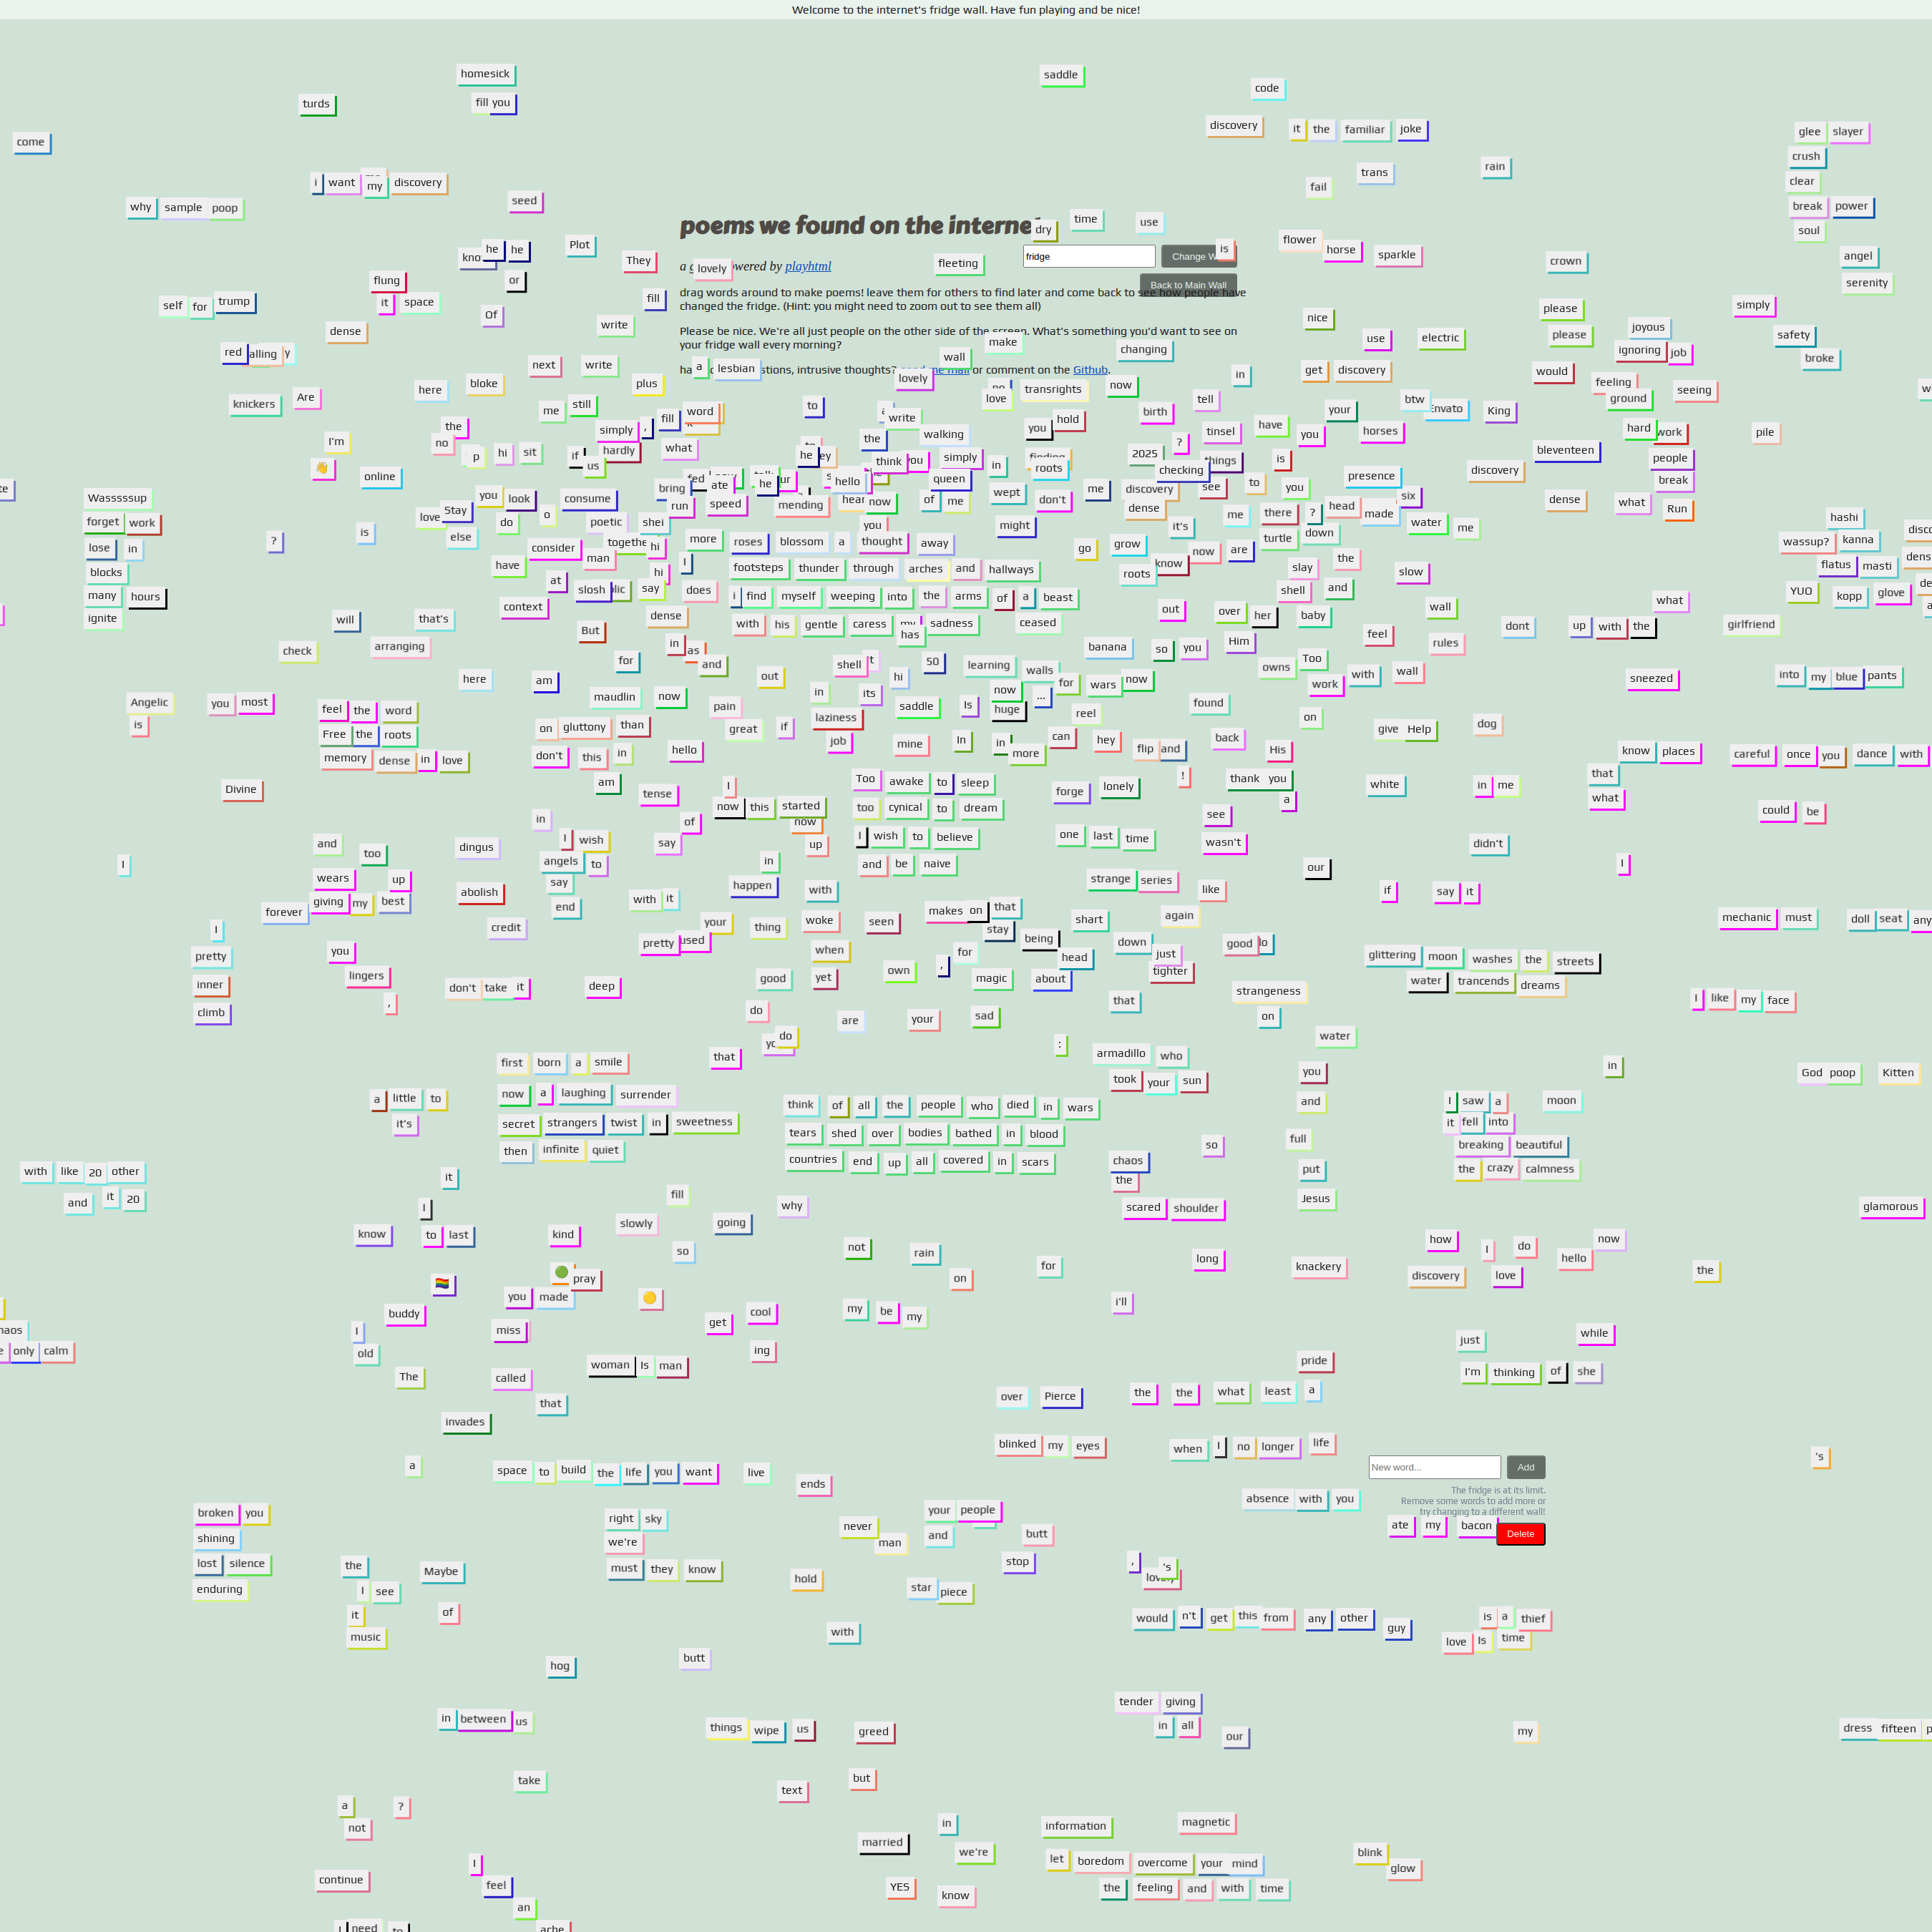 Welcome to the internet's fridge wall. Have fun playing and be nice!
homesick
saddle
code
turds
fill you
come
discovery it the familiar joke
glee slayer
crush
clear
break power
soul
angel
serenity
i want my discovery
trans
rain
fail
why sample poop
seed
poems we found on the internet
dry time use
he he Plot
They
flower horse sparkle
fridge
Change W
is
Back to Main Wall
lovely
fleeting
crown
playhtml
flung
or
it space
self for trump
Of
fill
write
dense
drag words around to make poems! leave them for others to find later and come back to see how people have
changed the fridge. (Hint: you might need to zoom out to see them all)
Please be nice. We're all just people on the other side of the screen. What's something you'd want to see on
your fridge wall every morning?
or comment on the Github.
nice
please
please
joyous
simply
safety
broke
ignoring job
use electric
red alling
make
wall
changing
a lesbian
lovely
next write
bloke
plus
here
knickers Are
in
get discovery
would
feeling
ground
seeing
love transrights now
me still
simply , fill word
to
write
birth
tell
your
btw
King
horses
have
you
tinsel
hold
you
the
no
I'm
👋
p hi sit
if us
hardly
what
the walking
he
think
simply
in
roots
2025 ?
checking
things
is
hard work
pile
bleventeen
people
break
discovery
presence
online
Wasssssup
forget work
lose in
blocks
many hours
ignite
you look
love Stay
else
do o
consume
bring
ate
he
hello
queen
run speed
mending
now
of me
wept don't me
discovery
dense
see to you
six
head made
water me
there ?
me
dense
what
Run
hashi
wassup? kanna
flatus masti
YUO kopp glove
poetic shei
more
you
might
it's
turtle down
is
?
consider
man
hi
have
at
slosh
say
hi
I
does
context
roses blossom a thought away
footsteps thunder through arches and hallways
i find myself weeping into the arms of a beast
with his gentle caress sadness
has
ceased
go grow
roots
know
now are
slay the
slow
shell and
out
over her baby
wall
what
girlfriend
dont up with the
will
that's
arranging
check
But
dense
in as and
for
banana so you Him
feel
rules
owns Too
work with wall
sneezed
into my blue pants
here am
out
shell
hi
50
learning walls
for wars now
now ...
Angelic
is
you most
feel the word
Free the roots
memory dense in love
maudlin now
pain
in its
saddle Is huge
reel
found
on
give Help
dog
on gluttony than
great if
laziness
job
mine In in more
can hey
flip and
back
His
know places
careful once you dance with
don't this in
hello
am
tense
I
Too awake to sleep
too cynical to dream
I wish to believe
and be naive
forge lonely
!
thank you
a
white
in me
that
what
could be
Divine
now this started
now
up
of
say
see
wasn't
one last time
didn't
in
I wish
angels to
say
end
dingus
and too
wears up
giving my best
forever
I
abolish
in
happen with
with it
strange series
like
our
if say it
I
mechanic must
doll seat
credit
your
pretty used
thing
woke
seen
makes on that
stay
being
head
shart
again
down just
tighter
good
I
pretty
inner
climb
you
lingers
,
don't take it
deep
when
yet
good
own ,
for
magic
about
glittering moon washes the streets
water trancends dreams
strangeness
on
that
I like my face
do
do
are your sad
:
water
that
armadillo who
took your sun
you
and
full
put
Jesus
in
God poop Kitten
first born a smile
now a laughing surrender
secret strangers twist in sweetness
then infinite quiet
a little to
it's
think of all the people who died in wars
tears shed over bodies bathed in blood
countries end up all covered in scars
I saw a moon
it fell into
breaking beautiful
the crazy calmness
so
chaos
the
scared shoulder
with like 20 other
and it 20
it
I
know to last
kind
fill
slowly
going
why
so
glamorous
how I do
hello now
discovery love
the
not rain
on
for
long
knackery
🏳️‍🌈
🟢
pray
you made
🟡
buddy
miss
get cool
my be my
i'll
only calm
I
old
The
ing
woman Is man
called
that
invades
just
while
I'm thinking of she
pride
over Pierce
the the what least a
blinked my eyes
when I no longer life
's
a
space to build the life you want
live
ends
New word...
Add
The fridge is at its limit.
Remove some words to add more or
try changing to a different wall!
Delete
absence with you
ate my bacon
broken you
shining
lost silence
enduring
right sky
we're
must they know
never
man
your people
and
butt
stop
the
I see
it
music
Maybe
of
hold
star piece
, 's
would n't get this from any other guy
is a thief
love Is time
with
butt
hog
tender giving
in all
our
my
in between us
things wipe us
greed
dress fifteen
take
text
but
a ?
not
in
we're
married
information
magnetic
let boredom overcome your mind
the feeling and with time
blink
glow
continue
I
feel
an
YES
know
I need